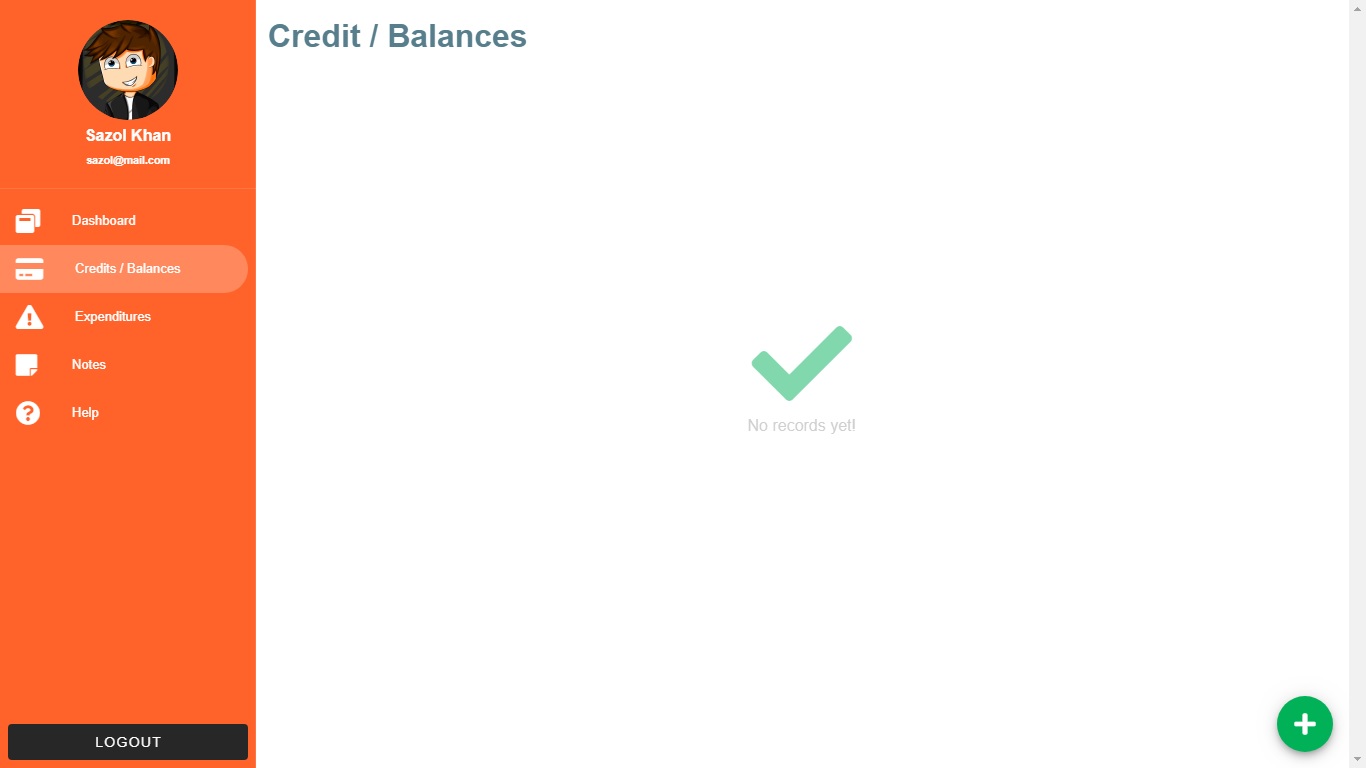 Credit / Balances
Sazol Khan
sazol@mail.com
Dashboard
Credits / Balances
Expenditures
Notes
Help
No records yet!
LOGOUT